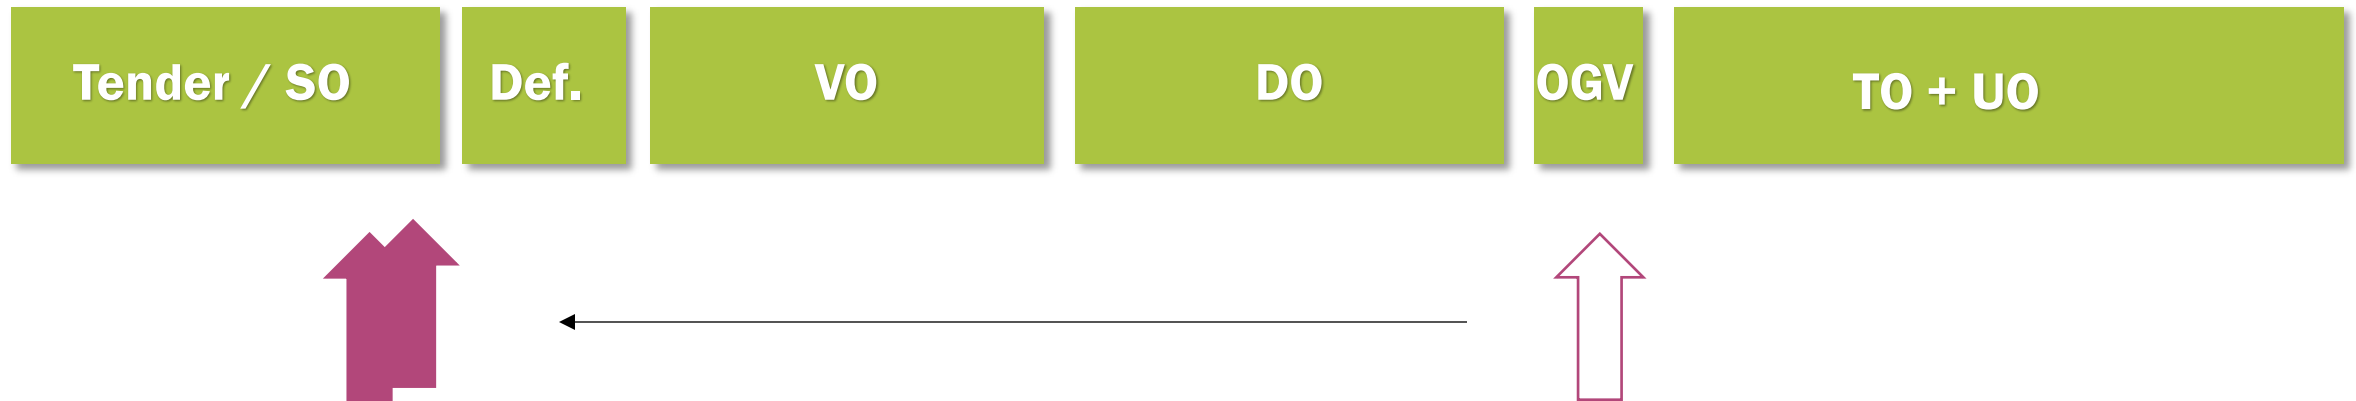 Tender / SO
Def.
VO
DO
OGV
TO + UO